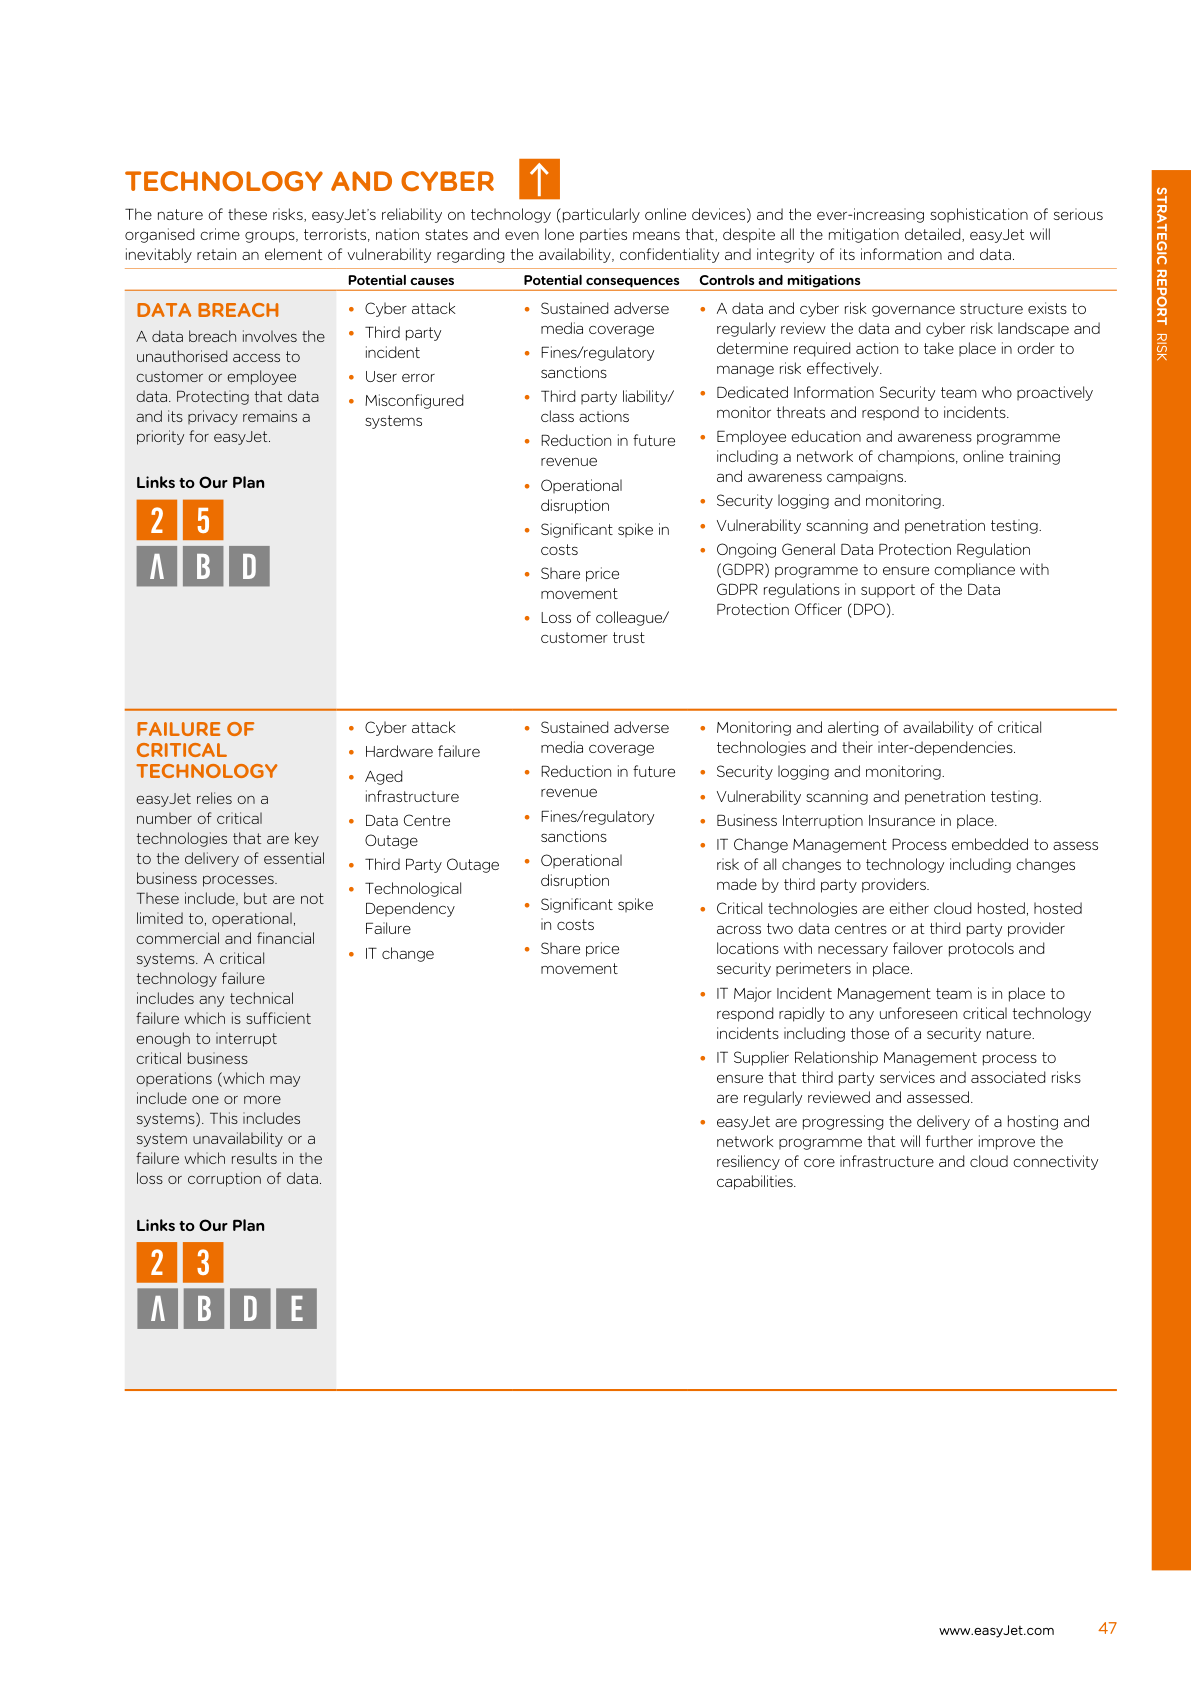 TECHNOLOGY AND CYBER
The nature of these risks, easyJet's reliability on technology (particularly online devices) and the ever-increasing sophistication of serious
organised crime groups, terrorists, nation states and even lone parties means that, despite all the mitigation detailed, easyJet will
inevitably retain an element of vulnerability regarding the availability, confidentiality and integrity of its information and data.
Potential causes
Potential consequences
Controls and mitigations
DATA BREACH
A data breach involves the
unauthorised access to
customer or employee
data. Protecting that data
and its privacy remains a
priority for easyJet.
Links to Our Plan
2 5
A B D
• Cyber attack
• Third party
incident
• User error
• Misconfigured
systems
• Sustained adverse
media coverage
• Fines/regulatory
sanctions
• Third party liability/
class actions
• Reduction in future
revenue
• Operational
disruption
• Significant spike in
costs
• Share price
movement
• Loss of colleague/
customer trust
• A data and cyber risk governance structure exists to
regularly review the data and cyber risk landscape and
determine required action to take place in order to
manage risk effectively.
• Dedicated Information Security team who proactively
monitor threats and respond to incidents.
• Employee education and awareness programme
including a network of champions, online training
and awareness campaigns.
• Security logging and monitoring.
• Vulnerability scanning and penetration testing.
• Ongoing General Data Protection Regulation
(GDPR) programme to ensure compliance with
GDPR regulations in support of the Data
Protection Officer (DPO).
FAILURE OF
CRITICAL
TECHNOLOGY
easyJet relies on a
number of critical
technologies that are key
to the delivery of essential
business processes.
These include, but are not
limited to, operational,
commercial and financial
systems. A critical
technology failure
includes any technical
failure which is sufficient
enough to interrupt
critical business
operations (which may
include one or more
systems). This includes
system unavailability or a
failure which results in the
loss or corruption of data.
Links to Our Plan
2 3
A B D E
• Cyber attack
• Hardware failure
• Aged
infrastructure
• Data Centre
Outage
• Third Party Outage
• Technological
Dependency
Failure
• IT change
• Sustained adverse
media coverage
• Reduction in future
revenue
• Fines/regulatory
sanctions
• Operational
disruption
• Significant spike
in costs
• Share price
movement
• Monitoring and alerting of availability of critical
technologies and their inter-dependencies.
• Security logging and monitoring.
• Vulnerability scanning and penetration testing.
• Business Interruption Insurance in place.
• IT Change Management Process embedded to assess
risk of all changes to technology including changes
made by third party providers.
• Critical technologies are either cloud hosted, hosted
across two data centres or at third party provider
locations with necessary failover protocols and
security perimeters in place.
• IT Major Incident Management team is in place to
respond rapidly to any unforeseen critical technology
incidents including those of a security nature.
• IT Supplier Relationship Management process to
ensure that third party services and associated risks
are regularly reviewed and assessed.
• easyJet are progressing the delivery of a hosting and
network programme that will further improve the
resiliency of core infrastructure and cloud connectivity
capabilities.
STRATEGIC REPORT RISK
www.easyJet.com 47